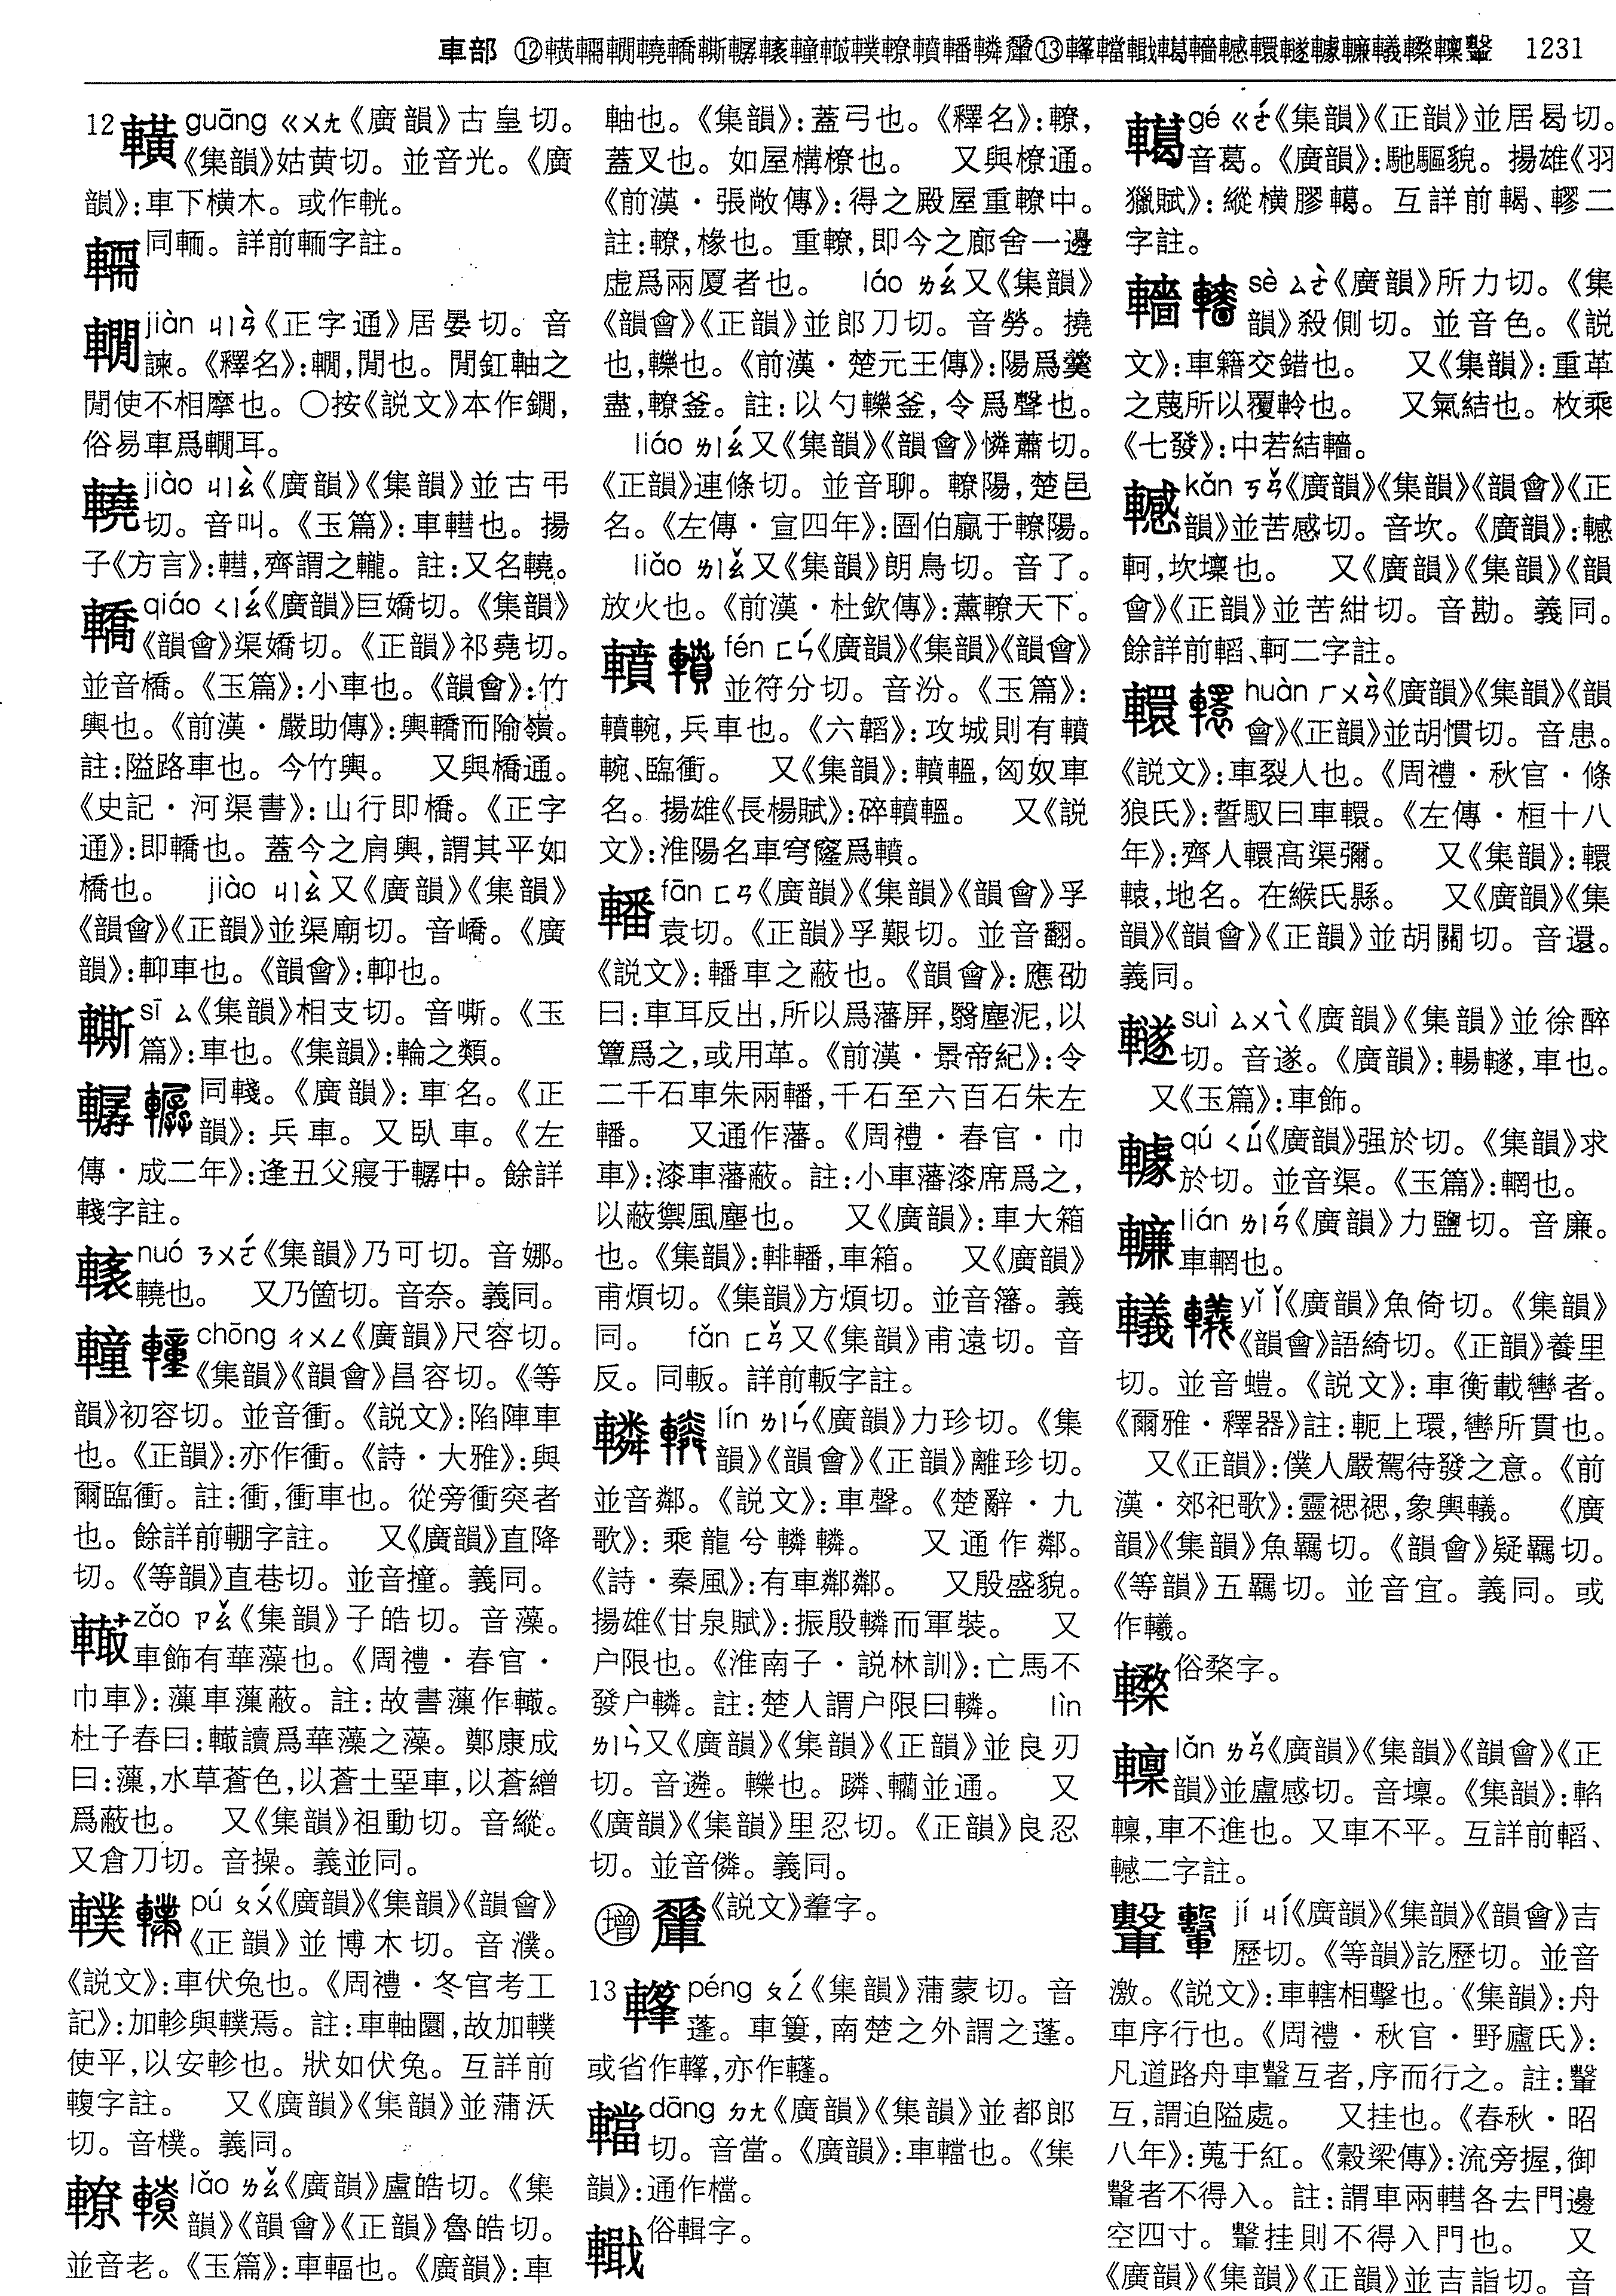 車部 ⑫轒輀轞轎轎轣轏轅轀轍轐轑轒轓轔⑬轙轗轘轚 1231
12 guāng ㄍㄨㄤ《廣韻》古皇切。
《集韻》姑黄切。並音光。《廣
韻》:車下横木。或作輄。
同輀。詳前輀字註。
jiàn ㄐㄧㄢˋ《正字通》居晏切。音
諫。《釋名》:轞,閒也。閒釭軸之
閒使不相摩也。〇按《説文》本作鐗,
俗易車爲轞耳。
jiào ㄐㄧㄠˋ《廣韻》《集韻》並古弔
切。音叫。《玉篇》:車轊也。揚
子《方言》:轊,齊謂之轆。註:又名轎。
轎 qiáo ㄑㄧㄠˊ《廣韻》巨嬌切。《集韻》
《韻會》渠嬌切。《正韻》祁堯切。
並音橋。《玉篇》:小車也。《韻會》:竹
輿也。《前漢・嚴助傳》:輿轎而隃嶺。
註:隘路車也。今竹輿。 又與橋通。
《史記・河渠書》:山行即橋。《正字
通》:即轎也。蓋今之肩輿,謂其平如
橋也。 jiào ㄐㄧㄠˋ又《廣韻》《集韻》
《韻會》《正韻》並渠廟切。音嶠。《廣
韻》:軕車也。《韻會》:軕也。
sī ㄙ《集韻》相支切。音嘶。《玉
篇》:車也。《集韻》:輪之類。
轏 同輚。《廣韻》:車名。《正
韻》:兵車。又臥車。《左
傳・成二年》:逢丑父寢于轏中。餘詳
輚字註。
nuó ㄋㄨㄛˊ《集韻》乃可切。音娜。
也。 又乃箇切。音奈。義同。
chōng ㄔㄨㄥ《廣韻》尺容切。
《集韻》《韻會》昌容切。《等
韻》初容切。並音衝。《説文》:陷陣車
也。《正韻》:亦作衝。《詩・大雅》:與
爾臨衝。註:衝,衝車也。從旁衝突者
也。餘詳前輣字註。 又《廣韻》直降
切。《等韻》直巷切。並音撞。義同。
zǎo ㄗㄠˇ《集韻》子皓切。音藻。
車飾有華藻也。《周禮・春官・
巾車》:薻車薻蔽。註:故書薻作。
杜子春曰:讀爲華藻之藻。鄭康成
曰:薻,水草蒼色,以蒼土堊車,以蒼繒
爲蔽也。 又《集韻》祖動切。音縱。
又倉刀切。音操。義並同。
轐 pú ㄆㄨˊ《廣韻》《集韻》《韻會》
《正韻》並博木切。音濮。
《説文》:車伏兔也。《周禮・冬官考工
記》:加軫與轐焉。註:車軸圜,故加轐
使平,以安軫也。狀如伏兔。互詳前
輹字註。 又《廣韻》《集韻》並蒲沃
切。音樸。義同。
轑 lǎo ㄌㄠˇ《廣韻》盧皓切。《集
韻》《韻會》《正韻》魯皓切。
並音老。《玉篇》:車輻也。《廣韻》:車
軸也。《集韻》:蓋弓也。《釋名》:轑,
蓋叉也。如屋構橑也。 又與橑通。
《前漢・張敞傳》:得之殿屋重轑中。
註:轑,椽也。重轑,即今之廊舍一邊
虛爲兩厦者也。 láo ㄌㄠˊ又《集韻》
《韻會》《正韻》並郎刀切。音勞。撓
也,轢也。《前漢・楚元王傳》:陽爲羹
盡,轑釜。註:以勺轢釜,令爲聲也。
liáo ㄌㄧㄠˊ又《集韻》《韻會》憐蕭切。
《正韻》連條切。並音聊。轑陽,楚邑
名。《左傳・宣四年》:圄伯嬴于轑陽。
liǎo ㄌㄧㄠˇ又《集韻》朗鳥切。音了。
放火也。《前漢・杜欽傳》:薰轑天下。
轒 fén ㄈㄣˊ《廣韻》《集韻》《韻會》
並符分切。音汾。《玉篇》:
轒輓,兵車也。《六韜》:攻城則有轒
輓、臨衝。 又《集韻》:轒輼,匈奴車
名。揚雄《長楊賦》:碎轒輼。 又《説
文》:淮陽名車穹窿爲轒。
轓 fān ㄈㄢ《廣韻》《集韻》《韻會》孚
袁切。《正韻》孚艱切。並音翻。
《説文》:轓車之蔽也。《韻會》:應劭
曰:車耳反出,所以爲藩屏,翳塵泥,以
簟爲之,或用革。《前漢・景帝紀》:令
二千石車朱兩轓,千石至六百石朱左
轓。 又通作藩。《周禮・春官・巾
車》:漆車藩蔽。註:小車藩漆席爲之,
以蔽禦風塵也。 又《廣韻》:車大箱
也。《集韻》:轓,車箱。 又《廣韻》
甫煩切。《集韻》方煩切。並音籓。義
同。 fǎn ㄈㄢˇ又《集韻》甫遠切。音
反。同軬。詳前軬字註。
轔 lín ㄌㄧㄣˊ《廣韻》力珍切。《集
韻》《韻會》《正韻》離珍切。
並音鄰。《説文》:車聲。《楚辭・九
歌》:乘龍兮轔轔。 又通作鄰。
《詩・秦風》:有車鄰鄰。 又殷盛貌。
揚雄《甘泉賦》:振殷轔而軍裝。 又
户限也。《淮南子・説林訓》:亡馬不
發户轔。註:楚人謂户限曰轔。 lìn
ㄌㄧㄣˋ又《廣韻》《集韻》《正韻》並良刃
切。音遴。轢也。蹸、躪並通。 又
《廣韻》《集韻》里忍切。《正韻》良忍
切。並音僯。義同。
增 《説文》輂字。
13 péng ㄆㄥˊ《集韻》蒲蒙切。音
蓬。車簍,南楚之外謂之蓬。
或省作,亦作。
轞 dāng ㄉㄤ《廣韻》《集韻》並都郎
切。音當。《廣韻》:車也。《集
韻》:通作檔。
俗輯字。
轕 gé ㄍㄜˊ《集韻》《正韻》並居曷切。
音葛。《廣韻》:馳驅貌。揚雄《羽
獵賦》:縱横膠轕。互詳前輵、轇二
字註。
轖 sè ㄙㄜˋ《廣韻》所力切。《集
韻》殺側切。並音色。《説
文》:車籍交錯也。 又《集韻》:重革
之蔑所以覆軨也。 又氣結也。枚乘
《七發》:中若結轖。
轗 kǎn ㄎㄢˇ《廣韻》《集韻》《韻會》《正
韻》並苦感切。音坎。《廣韻》:轗
軻,坎壈也。 又《廣韻》《集韻》《韻
會》《正韻》並苦紺切。音勘。義同。
餘詳前輡、軻二字註。
轘 huàn ㄏㄨㄢˋ《廣韻》《集韻》《韻
會》《正韻》並胡慣切。音患。
《説文》:車裂人也。《周禮・秋官・條
狼氏》:誓馭曰車轘。《左傳・桓十八
年》:齊人轘高渠彌。 又《集韻》:轘
轅,地名。在緱氏縣。 又《廣韻》《集
韻》《韻會》《正韻》並胡關切。音還。
義同。
suì ㄙㄨㄟˋ《廣韻》《集韻》並徐醉
切。音遂。《廣韻》:,車也。
又《玉篇》:車飾。
qú ㄑㄩˊ《廣韻》强於切。《集韻》求
於切。並音渠。《玉篇》:輞也。
lián ㄌㄧㄢˊ《廣韻》力鹽切。音廉。
車輞也。
轙 yǐ ㄧˇ《廣韻》魚倚切。《集韻》
《韻會》語綺切。《正韻》養里
切。並音螘。《説文》:車衡載轡者。
《爾雅・釋器》註:軛上環,轡所貫也。
又《正韻》:僕人嚴駕待發之意。《前
漢・郊祀歌》:靈禗禗,象輿轙。 《廣
韻》《集韻》魚羈切。《韻會》疑羈切。
《等韻》五羈切。並音宜。義同。或
作。
俗字。
lǎn ㄌㄢˇ《廣韻》《集韻》《韻會》《正
韻》並盧感切。音壈。《集韻》:輡
,車不進也。又車不平。互詳前輡、
轗二字註。
轚 jí ㄐㄧˊ《廣韻》《集韻》《韻會》吉
歷切。《等韻》訖歷切。並音
激。《説文》:車轄相擊也。《集韻》:舟
車序行也。《周禮・秋官・野廬氏》:
凡道路舟車轚互者,序而行之。註:轚
互,謂迫隘處。 又挂也。《春秋・昭
八年》:蒐于紅。《穀梁傳》:流旁握,御
轚者不得入。註:謂車兩轊各去門邊
空四寸。轚挂則不得入門也。 又
《廣韻》《集韻》《正韻》並吉詣切。音